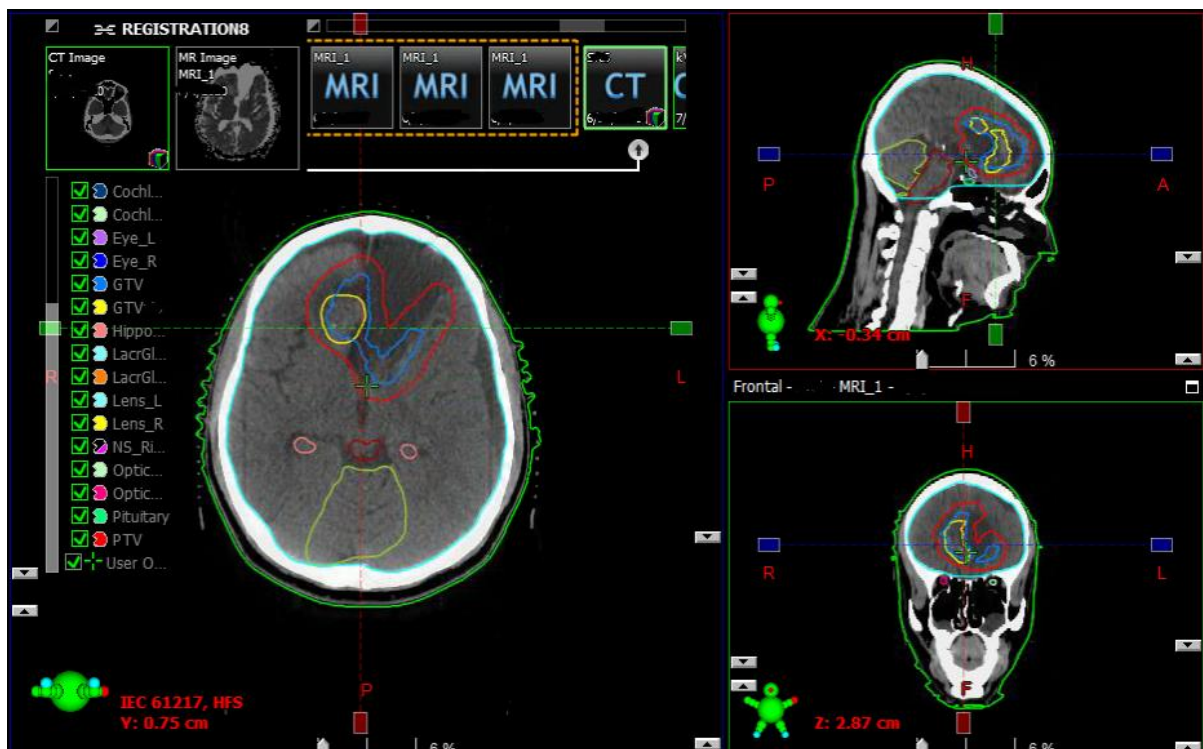 REGISTRATION8
CT Image
MR Image
MRI_1
MRI_1
MRI
MRI_1
MRI
MRI_1
MRI
CT
Cochl...
Cochl...
Eye_L
Eye_R
GTV
GTV
Hippo...
LacrGl...
LacrGl...
Lens_L
Lens_R
NS_Ri...
Optic...
Optic...
Pituitary
PTV
User O...
R
L
P
IEC 61217, HFS
Y: 0.75 cm
6 %
H
P
A
F
X: -0.34 cm
6 %
Frontal - MRI_1 -
H
R
L
F
Z: 2.87 cm
6 %